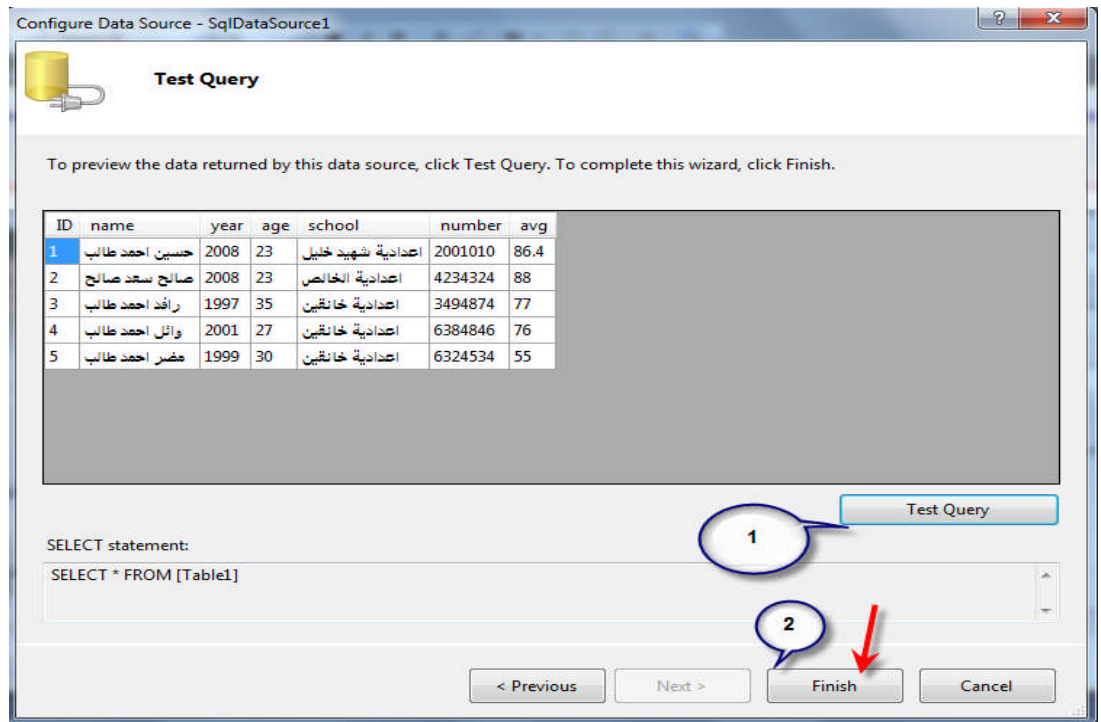 Configure Data Source - SqlDataSource1
Test Query
To preview the data returned by this data source, click Test Query. To complete this wizard, click Finish.
ID name year age school number avg
1 حسين احمد طالب 2008 23 اعدادية شهيد خليل 2001010 86.4
2 صالح سعد صالح 2008 23 اعدادية الخالص 4234324 88
3 رافد احمد طالب 1997 35 اعدادية خانقين 3494874 77
4 وائل احمد طالب 2001 27 اعدادية خانقين 6384846 76
5 مضر احمد طالب 1999 30 اعدادية خانقين 6324534 55
Test Query
1
SELECT statement:
SELECT * FROM [Table1]
2
< Previous Next > Finish Cancel